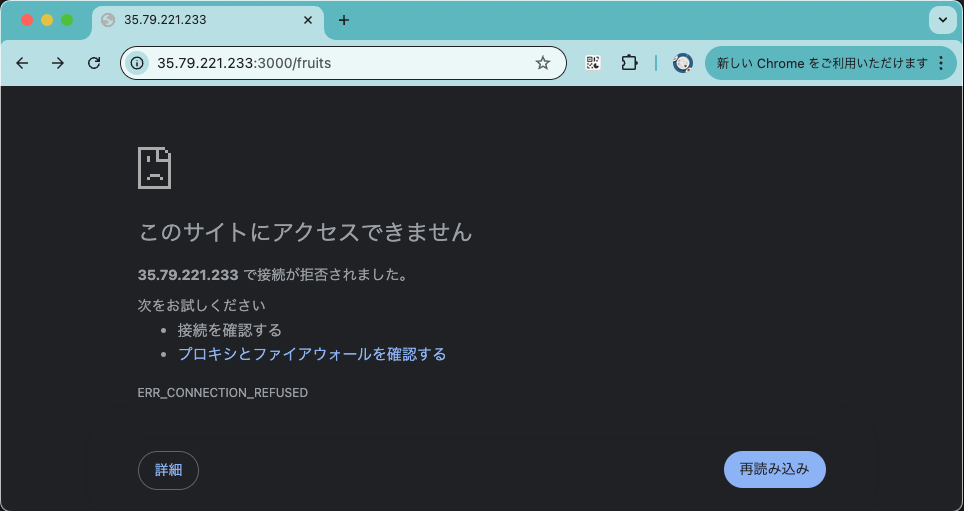 35.79.221.233
35.79.221.233:3000/fruits
新しい Chrome をご利用いただけます
このサイトにアクセスできません
35.79.221.233 で接続が拒否されました。
次をお試しください
接続を確認する
プロキシとファイアウォールを確認する
ERR_CONNECTION_REFUSED
詳細
再読み込み